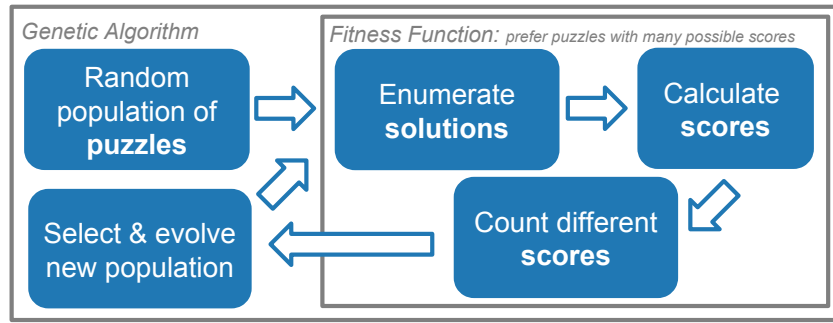 Genetic Algorithm
Fitness Function: prefer puzzles with many possible scores
Random
population of
puzzles
Enumerate
solutions
Calculate
scores
Select & evolve
new population
Count different
scores